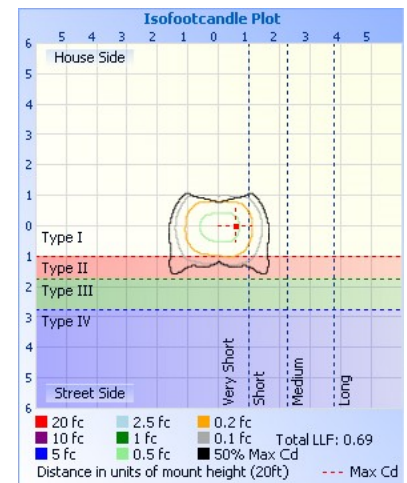 Isofootcandle Plot
5 4 3 2 1 0 1 2 3 4 5
6
House Side
5
4
3
2
1
0
Type I
1
Type II
2
Type III
3
Type IV
4
5
Street Side
6
Very Short
Short
Medium
Long
20 fc 2.5 fc 0.2 fc
10 fc 1 fc 0.1 fc Total LLF: 0.69
5 fc 0.5 fc 50% Max Cd
Distance in units of mount height (20ft) --- Max Cd